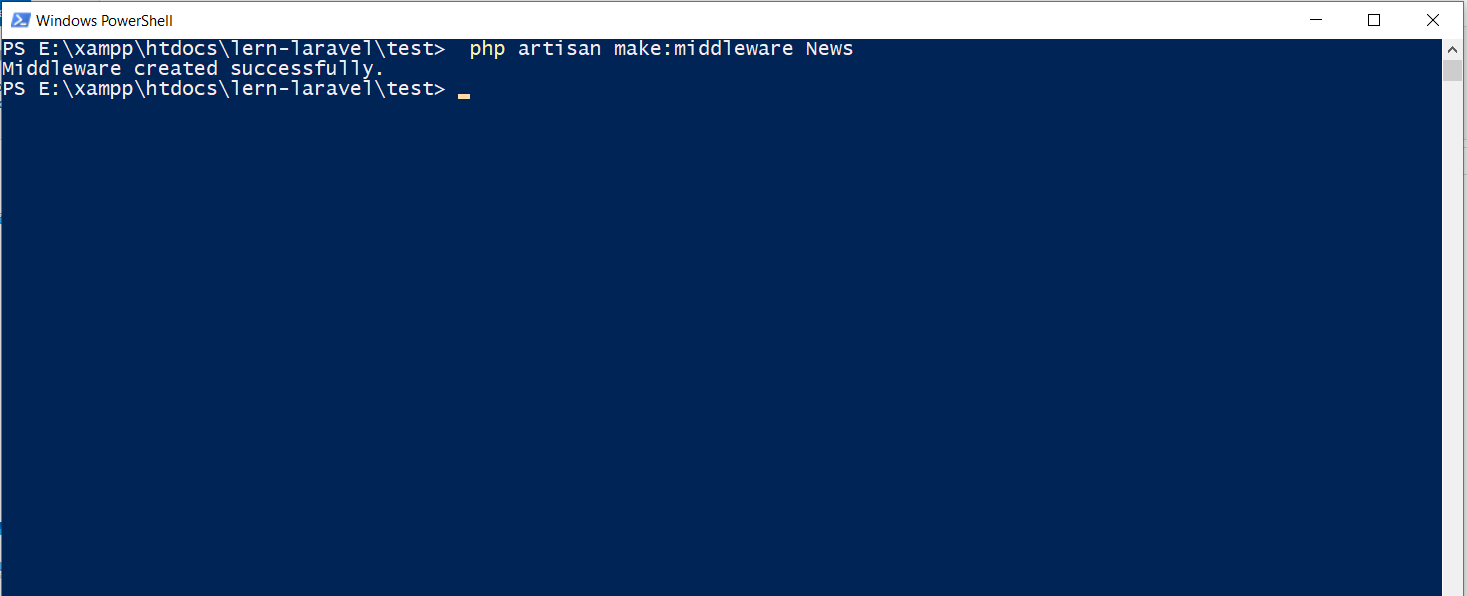 Windows PowerShell
PS E:\xampp\htdocs\lern-laravel\test>  php artisan make:middleware News
Middleware created successfully.
PS E:\xampp\htdocs\lern-laravel\test>